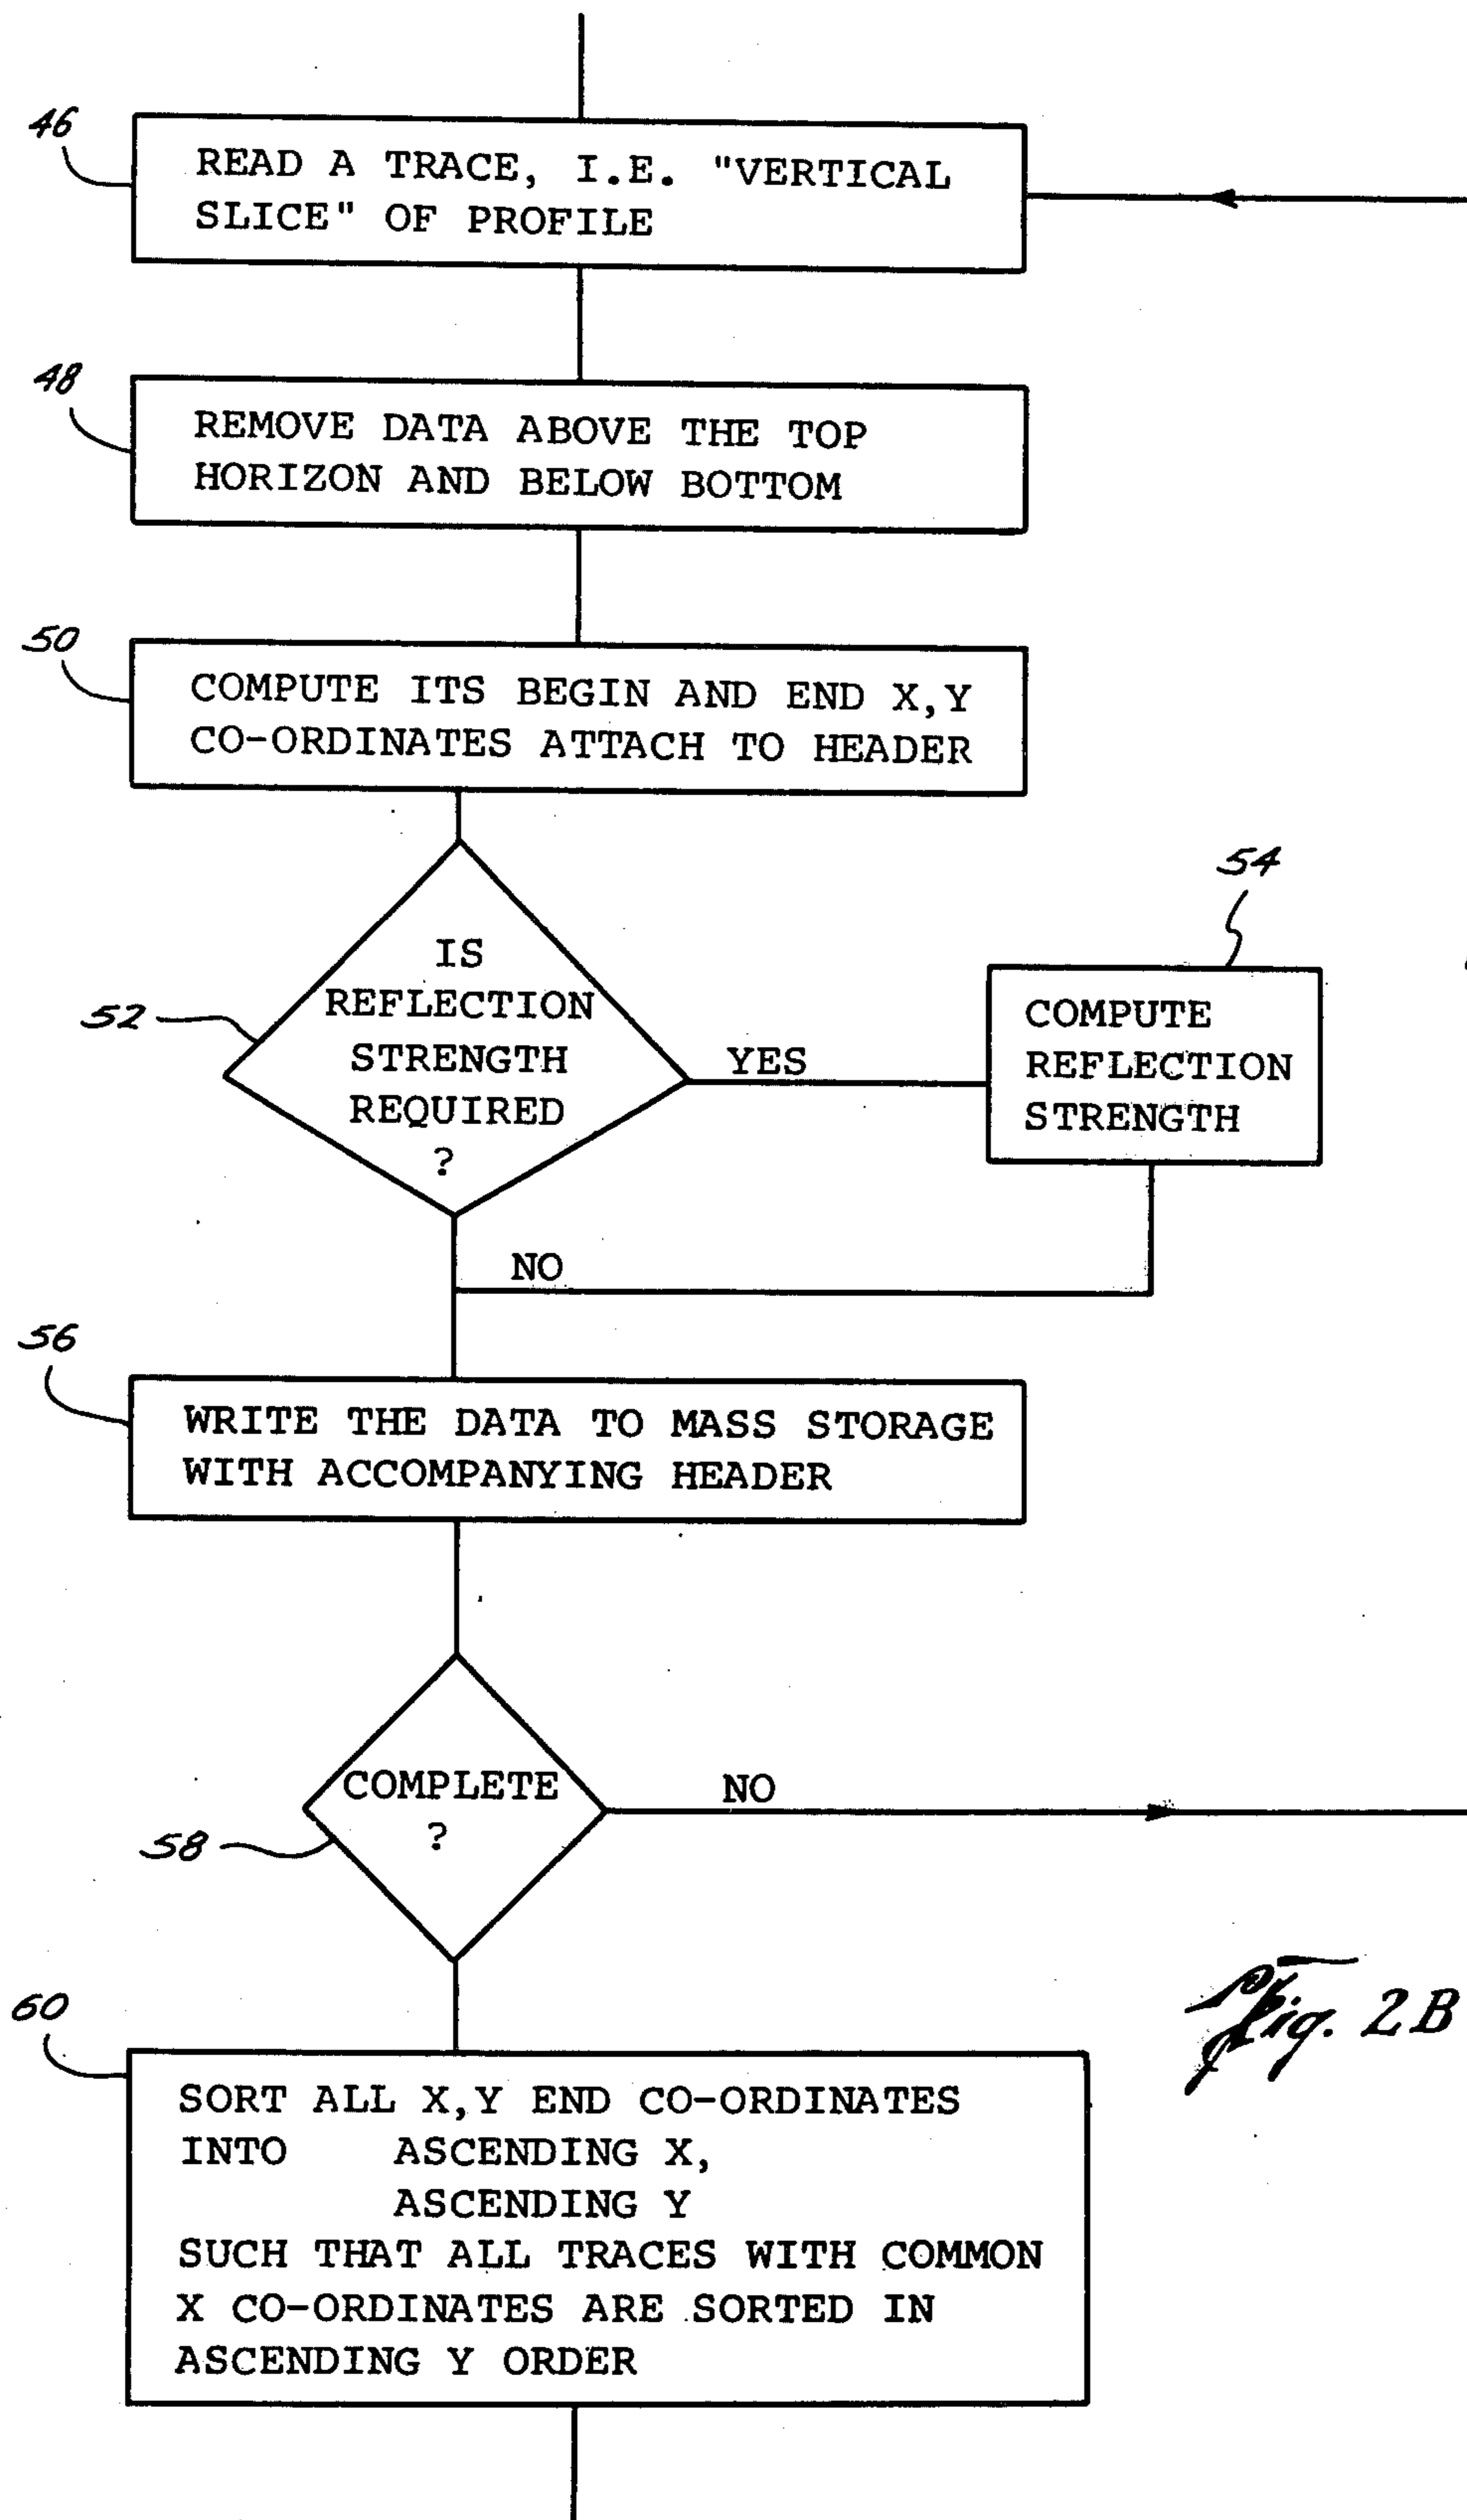 46
READ A TRACE, I.E. "VERTICAL
SLICE" OF PROFILE
48
REMOVE DATA ABOVE THE TOP
HORIZON AND BELOW BOTTOM
50
COMPUTE ITS BEGIN AND END X,Y
CO-ORDINATES ATTACH TO HEADER
52
IS
REFLECTION
STRENGTH
REQUIRED
?
YES
54
COMPUTE
REFLECTION
STRENGTH
NO
56
WRITE THE DATA TO MASS STORAGE
WITH ACCOMPANYING HEADER
58
COMPLETE
?
NO
Fig. 2B
60
SORT ALL X,Y END CO-ORDINATES
INTO ASCENDING X,
ASCENDING Y
SUCH THAT ALL TRACES WITH COMMON
X CO-ORDINATES ARE SORTED IN
ASCENDING Y ORDER